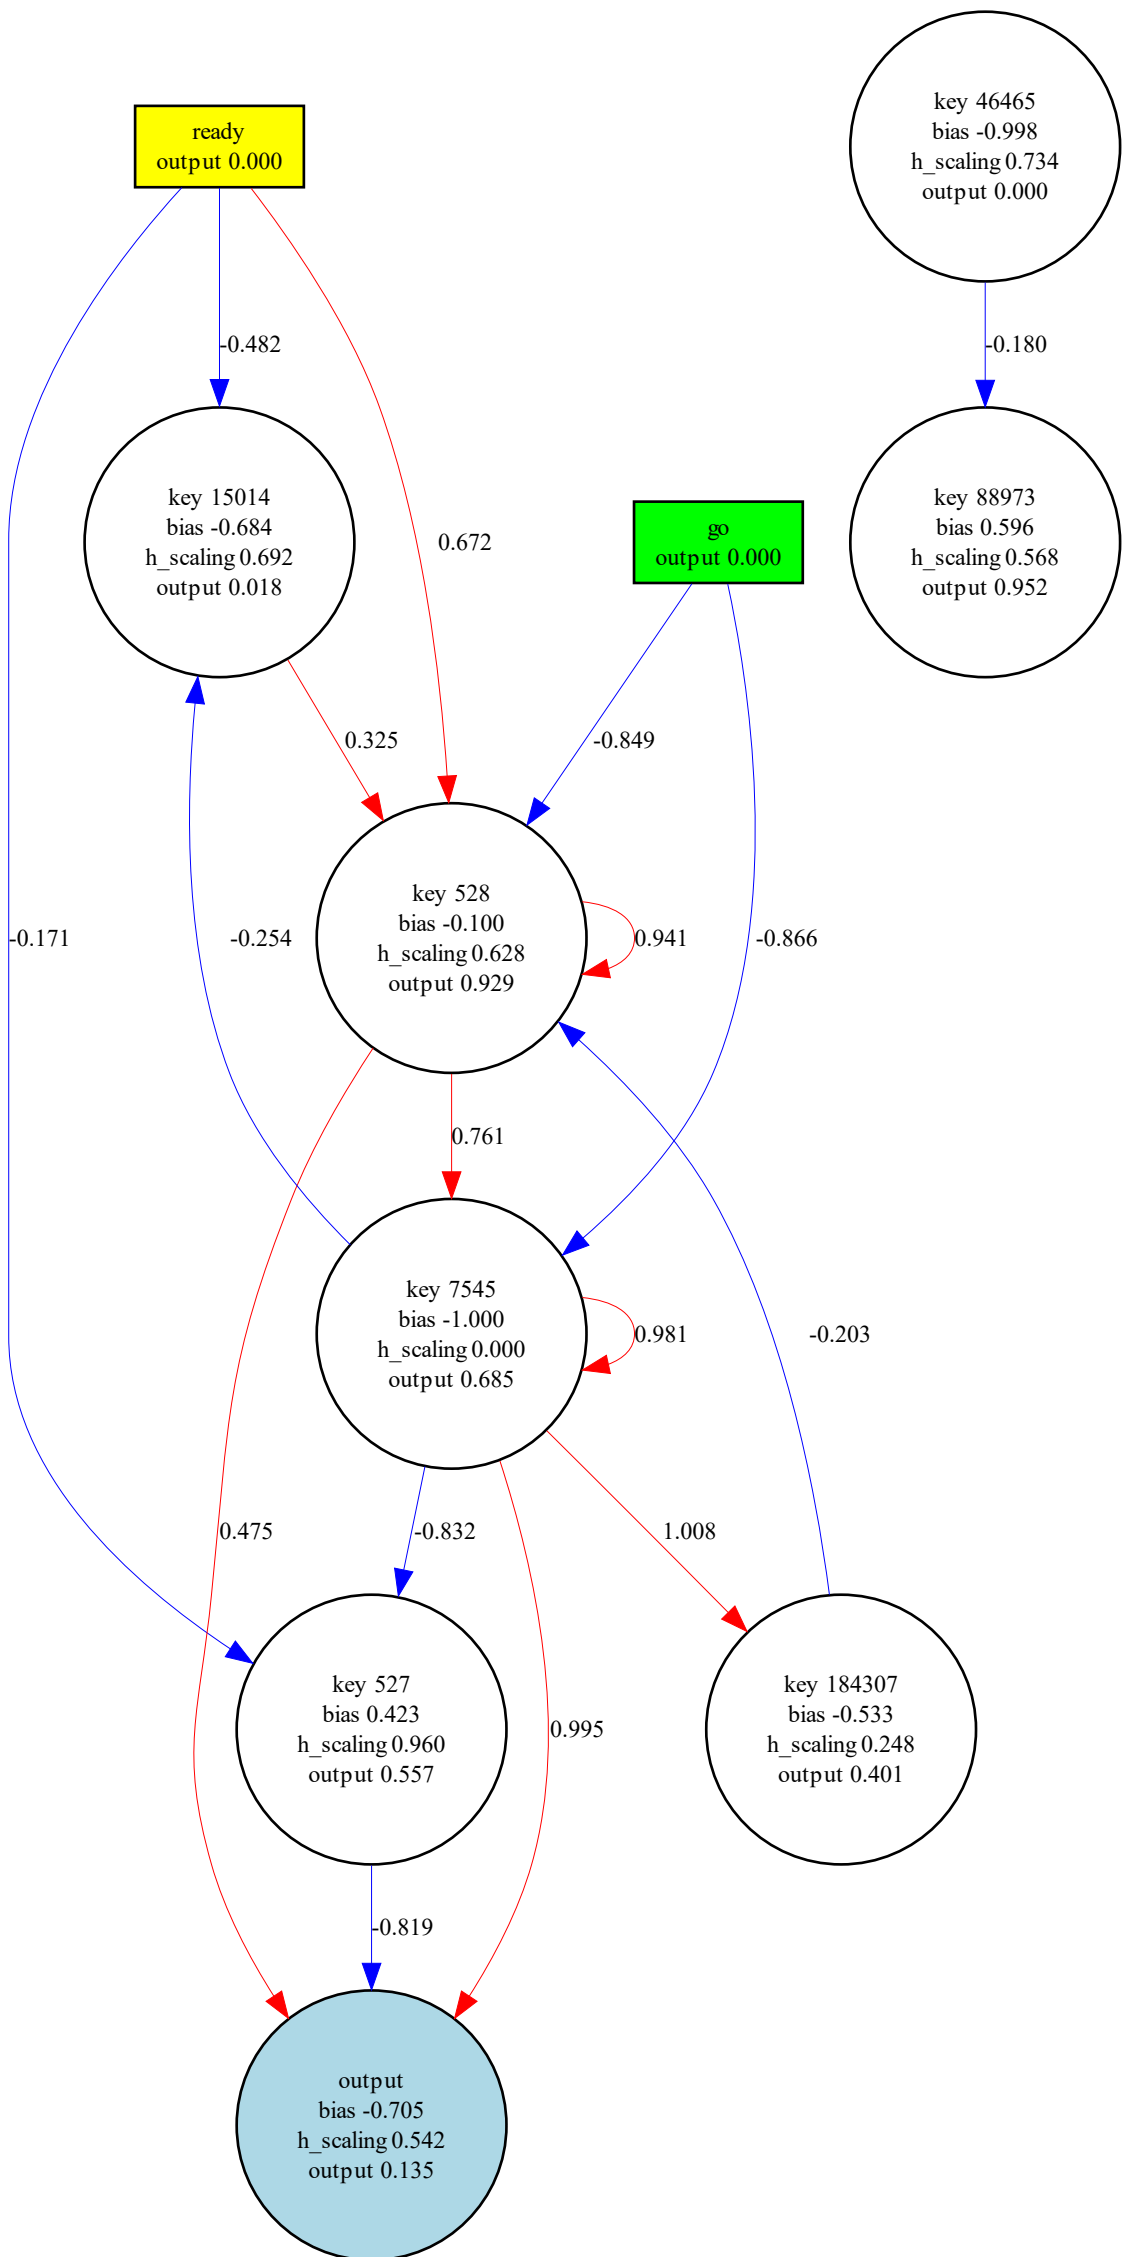 key 46465
bias -0.998
h_scaling 0.734
output 0.000
ready
output 0.000
-0.482
-0.180
key 15014
bias -0.684
h_scaling 0.692
output 0.018
0.672
go
output 0.000
key 88973
bias 0.596
h_scaling 0.568
output 0.952
0.325
-0.849
-0.171
-0.254
key 528
bias -0.100
h_scaling 0.628
output 0.929
0.941
-0.866
0.761
key 7545
bias -1.000
h_scaling 0.000
output 0.685
0.981
-0.203
0.475
-0.832
1.008
key 527
bias 0.423
h_scaling 0.960
output 0.557
0.995
key 184307
bias -0.533
h_scaling 0.248
output 0.401
-0.819
output
bias -0.705
h_scaling 0.542
output 0.135